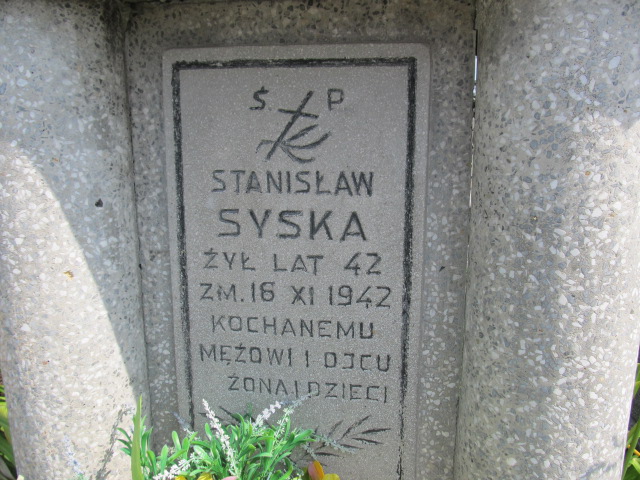 Ś P
STANISŁAW
SYSKA
ŻYŁ LAT 42
ZM. 16 XI 1942
KOCHANEMU
MĘŻOWI I OJCU
ŻONA I DZIECI